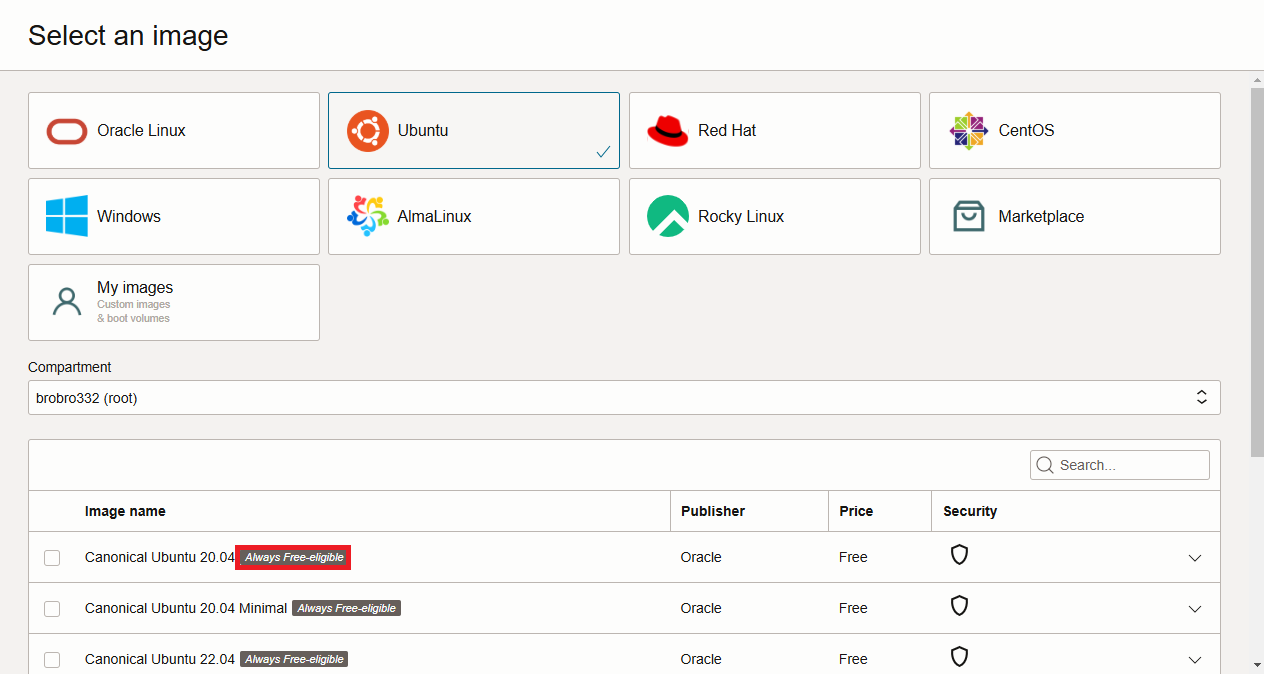 Select an image
Oracle Linux
Ubuntu
Red Hat
CentOS
Windows
AlmaLinux
Rocky Linux
Marketplace
My images
Custom images
& boot volumes
Compartment
brobro332 (root)
Search...
Image name Publisher Price Security
Canonical Ubuntu 20.04 Always Free-eligible Oracle Free
Canonical Ubuntu 20.04 Minimal Always Free-eligible Oracle Free
Canonical Ubuntu 22.04 Always Free-eligible Oracle Free